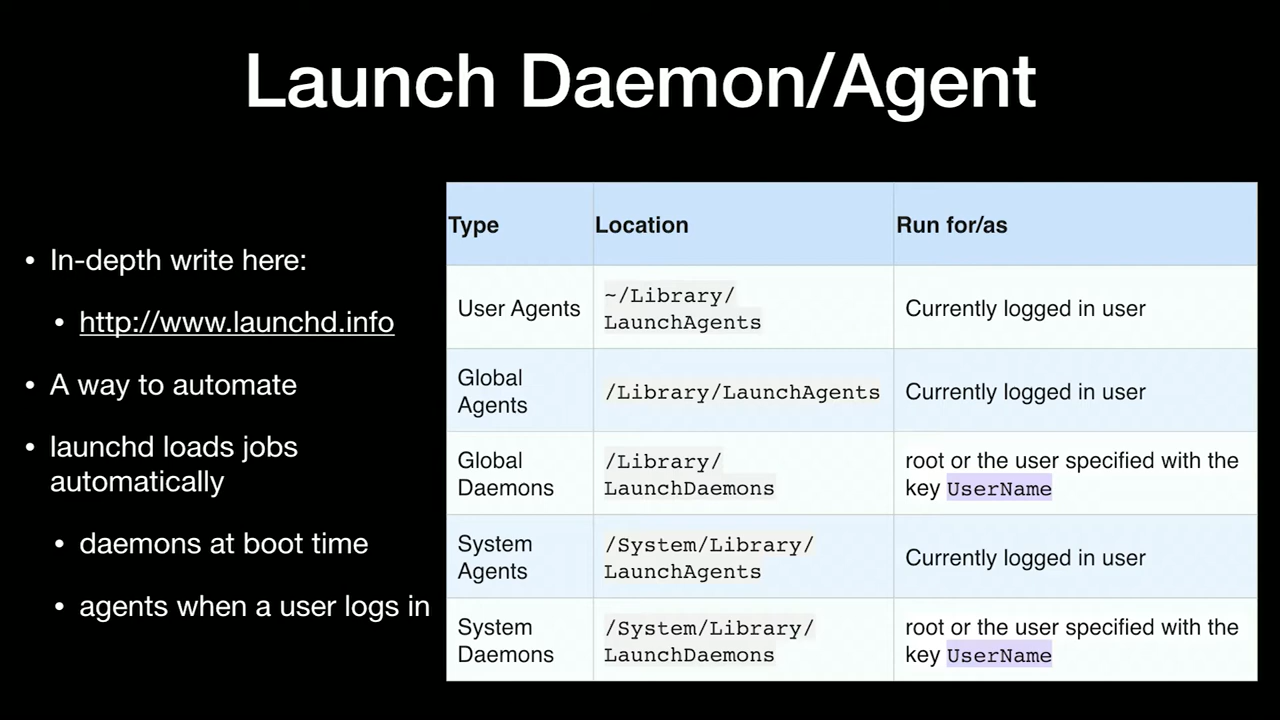 Launch Daemon/Agent
• In-depth write here:
• http://www.launchd.info
• A way to automate
• launchd loads jobs
automatically
• daemons at boot time
• agents when a user logs in
Type Location Run for/as
User Agents ~/Library/
LaunchAgents Currently logged in user
Global
Agents /Library/LaunchAgents Currently logged in user
Global
Daemons /Library/
LaunchDaemons root or the user specified with the
key UserName
System
Agents /System/Library/
LaunchAgents Currently logged in user
System
Daemons /System/Library/
LaunchDaemons root or the user specified with the
key UserName